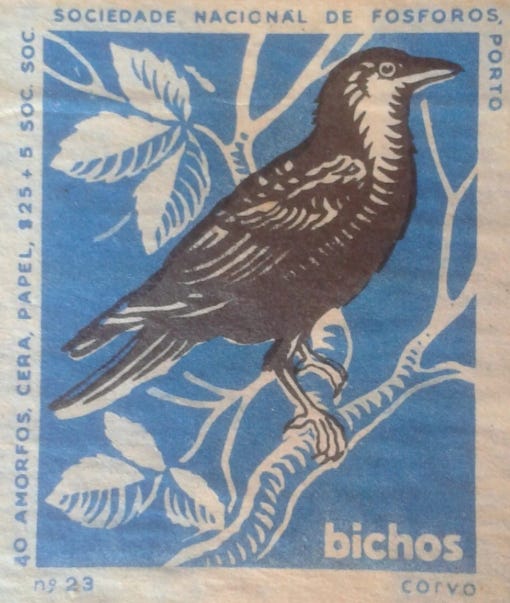 SOCIEDADE NACIONAL DE FOSFOROS,
PORTO
40 AMORFOS, CERA, PAPEL, $25+5 SOC. SOC.
bichos
nº 23
corvo